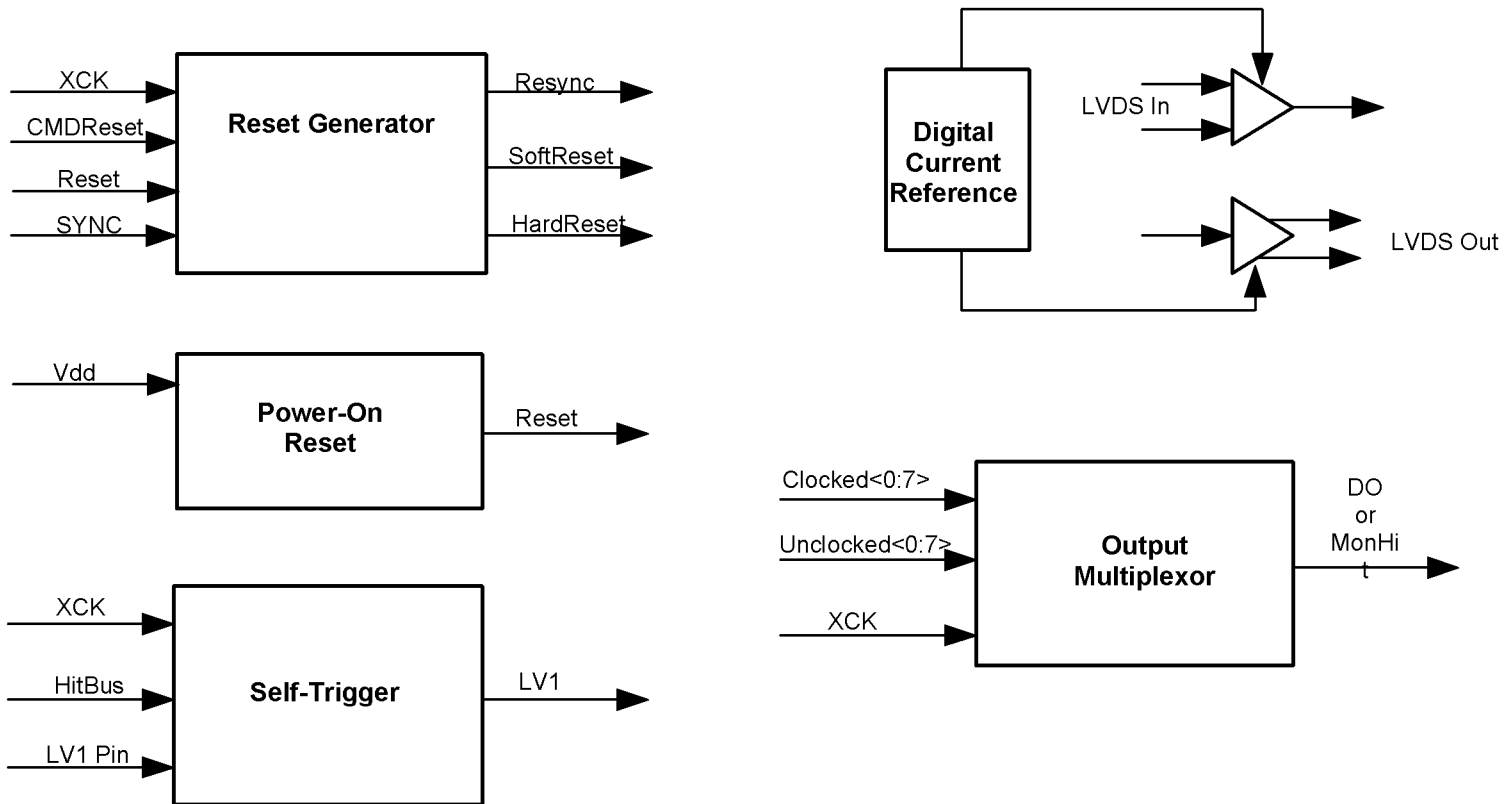 XCK
CMDReset
Reset
SYNC
Reset Generator
Resync
SoftReset
HardReset
Digital
Current
Reference
LVDS In
LVDS Out
Vdd
Power-On
Reset
Reset
Clocked<0:7>
Unclocked<0:7>
XCK
Output
Multiplexor
DO
or
MonHi
t
XCK
HitBus
LV1 Pin
Self-Trigger
LV1